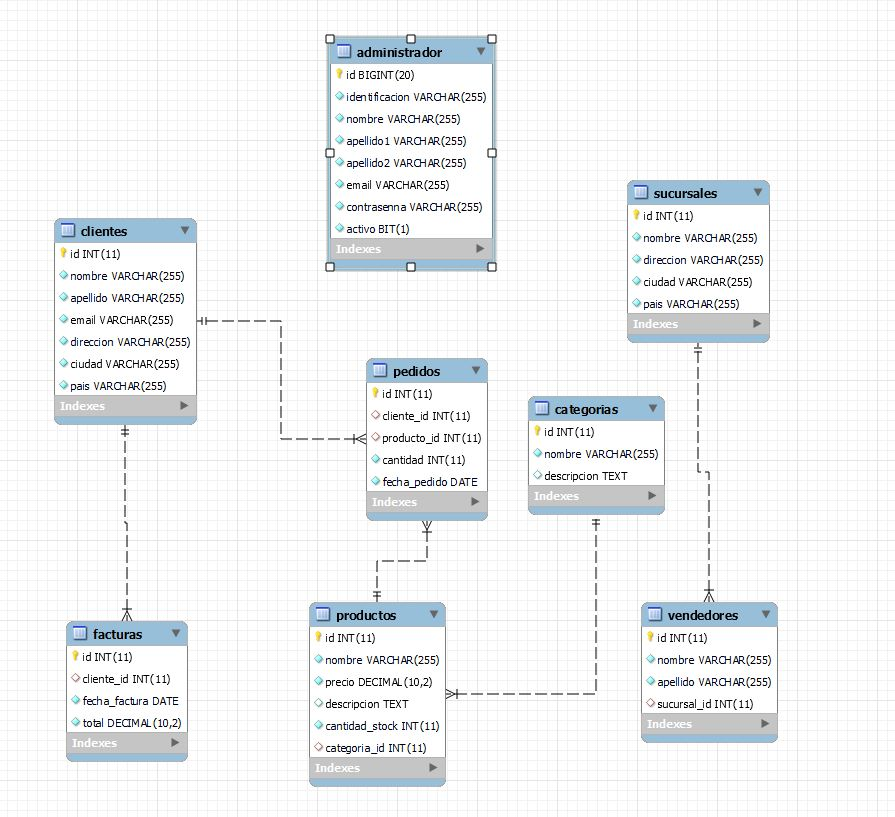 administrador
id BIGINT(20)
identificacion VARCHAR(255)
nombre VARCHAR(255)
apellido1 VARCHAR(255)
apellido2 VARCHAR(255)
email VARCHAR(255)
contrasenna VARCHAR(255)
activo BIT(1)
Indexes
sucursales
id INT(11)
nombre VARCHAR(255)
direccion VARCHAR(255)
ciudad VARCHAR(255)
pais VARCHAR(255)
Indexes
clientes
id INT(11)
nombre VARCHAR(255)
apellido VARCHAR(255)
email VARCHAR(255)
direccion VARCHAR(255)
ciudad VARCHAR(255)
pais VARCHAR(255)
Indexes
pedidos
id INT(11)
cliente_id INT(11)
producto_id INT(11)
cantidad INT(11)
fecha_pedido DATE
Indexes
categorias
id INT(11)
nombre VARCHAR(255)
descripcion TEXT
Indexes
facturas
id INT(11)
cliente_id INT(11)
fecha_factura DATE
total DECIMAL(10,2)
Indexes
productos
id INT(11)
nombre VARCHAR(255)
precio DECIMAL(10,2)
descripcion TEXT
cantidad_stock INT(11)
categoria_id INT(11)
Indexes
vendedores
id INT(11)
nombre VARCHAR(255)
apellido VARCHAR(255)
sucursal_id INT(11)
Indexes